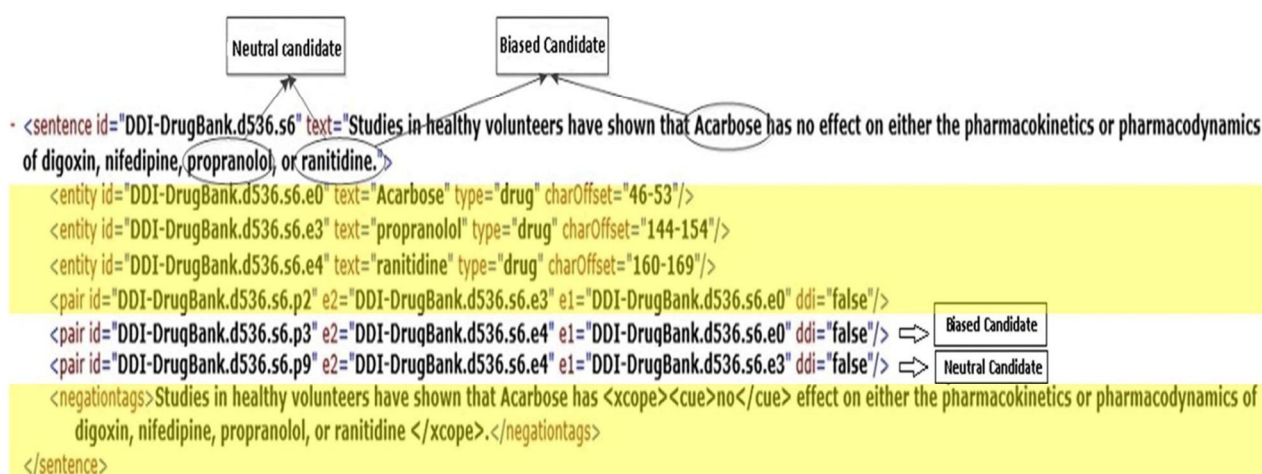 Neutral candidate
Biased Candidate
- <sentence id="DDI-DrugBank.d536.s6" text="Studies in healthy volunteers have shown that Acarbose has no effect on either the pharmacokinetics or pharmacodynamics
of digoxin, nifedipine, propranolol, or ranitidine.">
<entity id="DDI-DrugBank.d536.s6.e0" text="Acarbose" type="drug" charOffset="46-53"/>
<entity id="DDI-DrugBank.d536.s6.e3" text="propranolol" type="drug" charOffset="144-154"/>
<entity id="DDI-DrugBank.d536.s6.e4" text="ranitidine" type="drug" charOffset="160-169"/>
<pair id="DDI-DrugBank.d536.s6.p2" e2="DDI-DrugBank.d536.s6.e3" e1="DDI-DrugBank.d536.s6.e0" ddi="false"/>
<pair id="DDI-DrugBank.d536.s6.p3" e2="DDI-DrugBank.d536.s6.e4" e1="DDI-DrugBank.d536.s6.e0" ddi="false"/> Biased Candidate
<pair id="DDI-DrugBank.d536.s6.p9" e2="DDI-DrugBank.d536.s6.e4" e1="DDI-DrugBank.d536.s6.e3" ddi="false"/> Neutral Candidate
<negationtags>Studies in healthy volunteers have shown that Acarbose has <xcope><cue>no</cue> effect on either the pharmacokinetics or pharmacodynamics of
digoxin, nifedipine, propranolol, or ranitidine </xcope>.</negationtags>
</sentence>